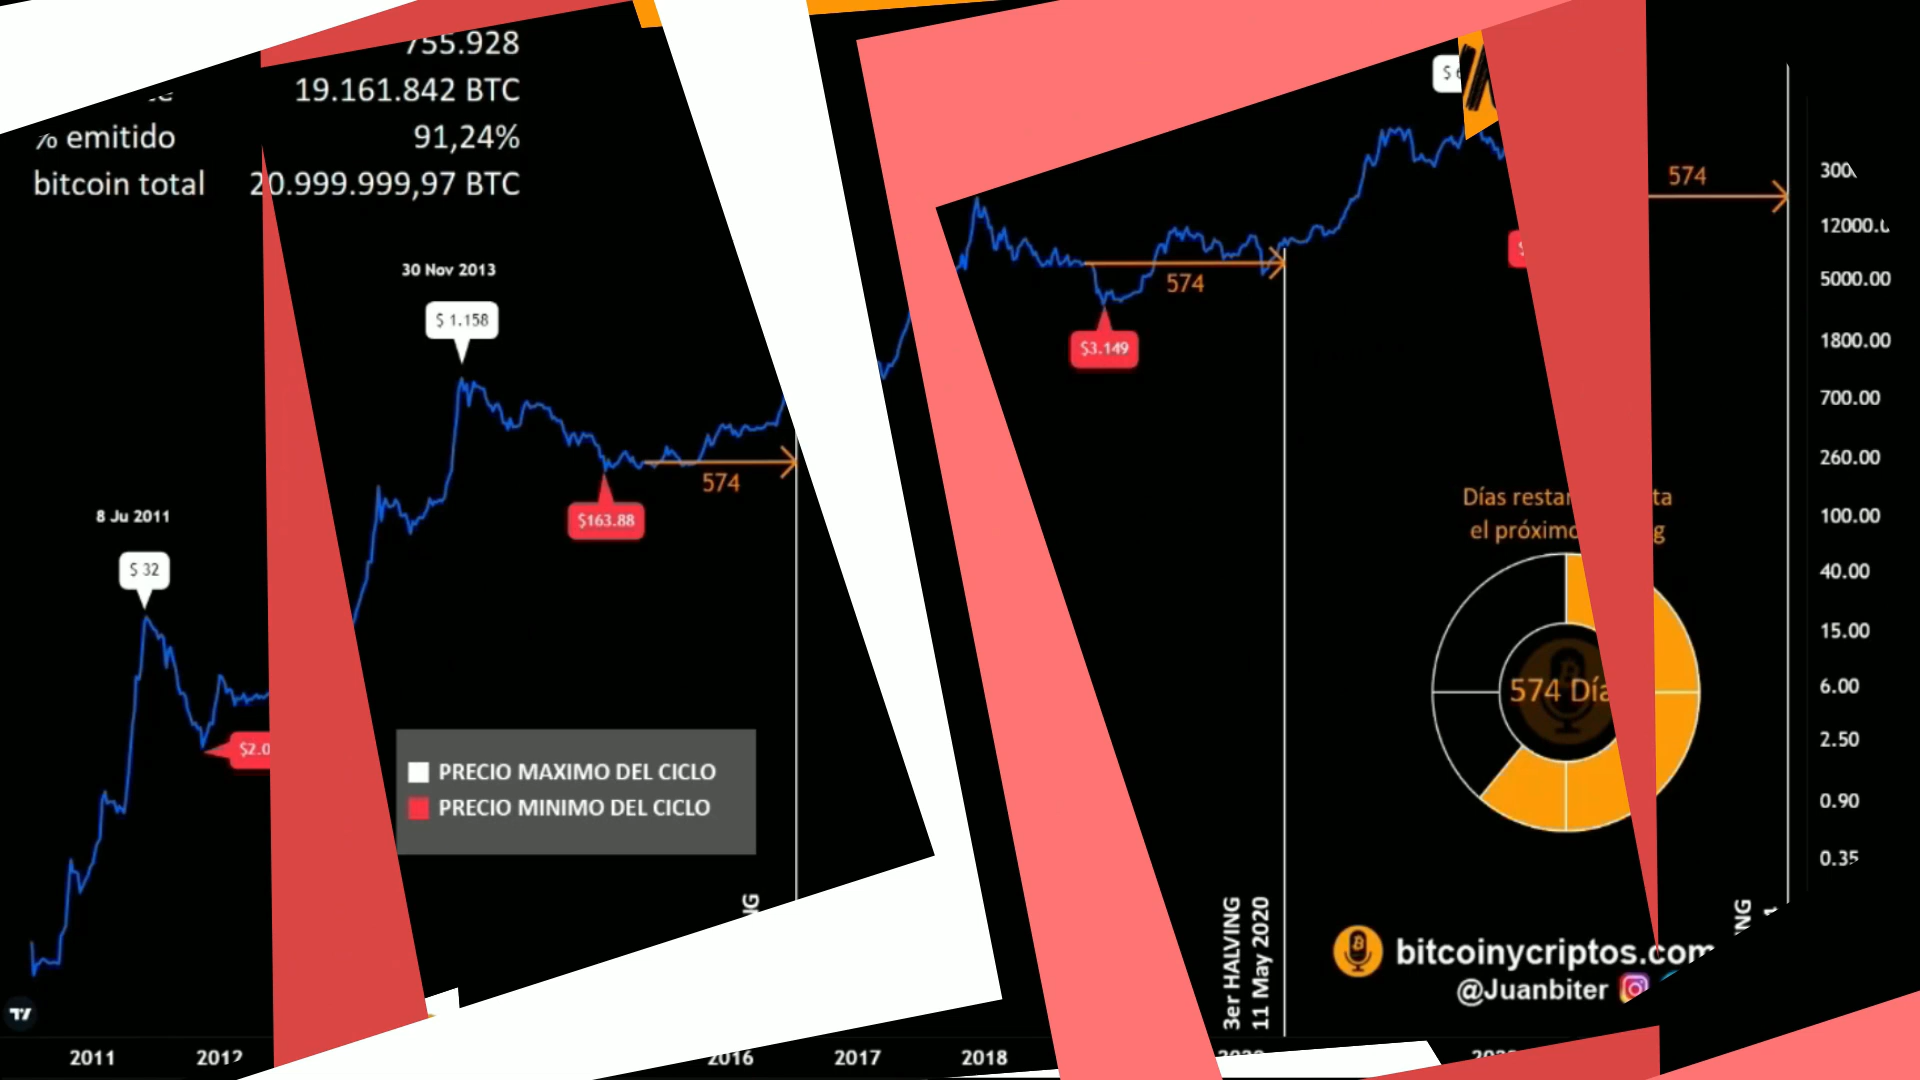 755.928
19.161.842 BTC
% emitido 91,24%
bitcoin total 20.999.999,97 BTC
30 Nov 2013
$ 1.158
574
$163.88
8 Ju 2011
$ 32
$2.0
PRECIO MAXIMO DEL CICLO
PRECIO MINIMO DEL CICLO
574
$3.149
574
3er HALVING
11 May 2020
Días
el
574
bitcoinycriptos.com
@Juanbiter
12000.
5000.00
1800.00
700.00
260.00
100.00
40.00
15.00
6.00
2.50
0.90
0.35
2011 2012 2016 2017 2018